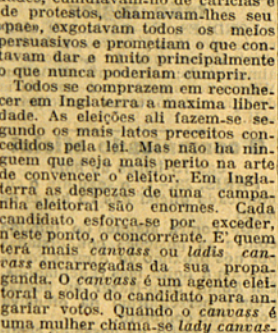 de protestos, chamavam-lhes seu
«pae», exgotavam todos os meios
persuasivos e prometiam o que con-
tavam dar e muito principalmente
o que nunca poderiam cumprir.
Todos se comprazem em reconhe-
cer em Inglaterra a maxima liber-
dade. As eleições ali fazem-se se-
gundo os mais latos preceitos con-
cedidos pela lei. Mas não ha nin-
guem que seja mais perito na arte
de convencer o eleitor. Em Ingla-
terra as despezas de uma campa-
nha eleitoral são enormes. Cada
candidato esforça-se por exceder,
n'este ponto, o concorrente. E' quem
terá mais canvass ou ladis can-
vass encarregadas da sua propa-
ganda. O canvass é um agente elei-
toral a soldo do candidato para an-
gariar votos. Quando o canvass é
uma mulher chama-se lady canvass